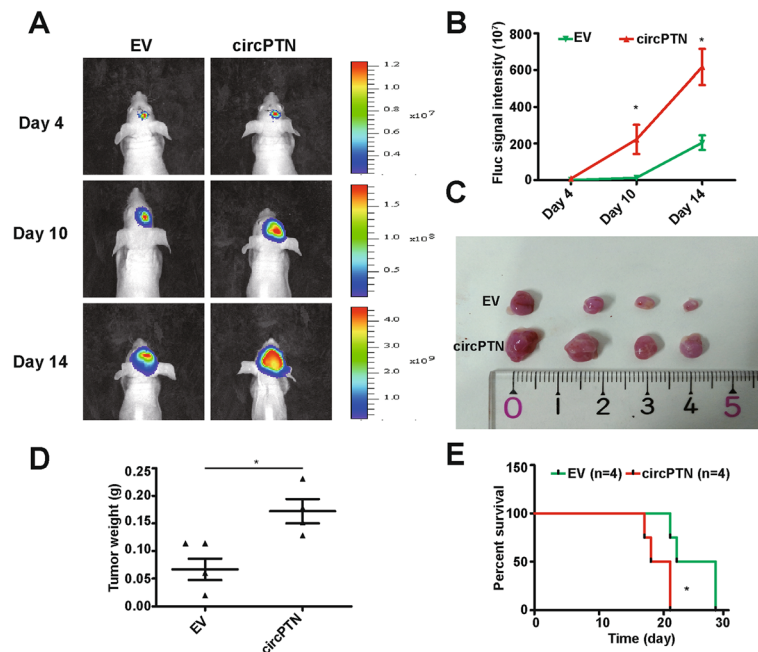 A
EV circPTN
Day 4
1.2
1.0
0.8
×10⁷
0.6
0.4
Day 10
1.5
1.0
×10⁸
0.5
Day 14
4.0
3.0
×10⁹
2.0
1.0
B
EV circPTN
Fluc signal intensity (10⁷)
800
600
400
200
0
* *
Day 4 Day 10 Day 14
C
EV
circPTN
0 1 2 3 4 5
D
*
Tumor weight (g)
0.25
0.20
0.15
0.10
0.05
0.00
EV circPTN
E
EV (n=4) circPTN (n=4)
Percent survival
150
100
50
0
*
0 10 20 30
Time (day)